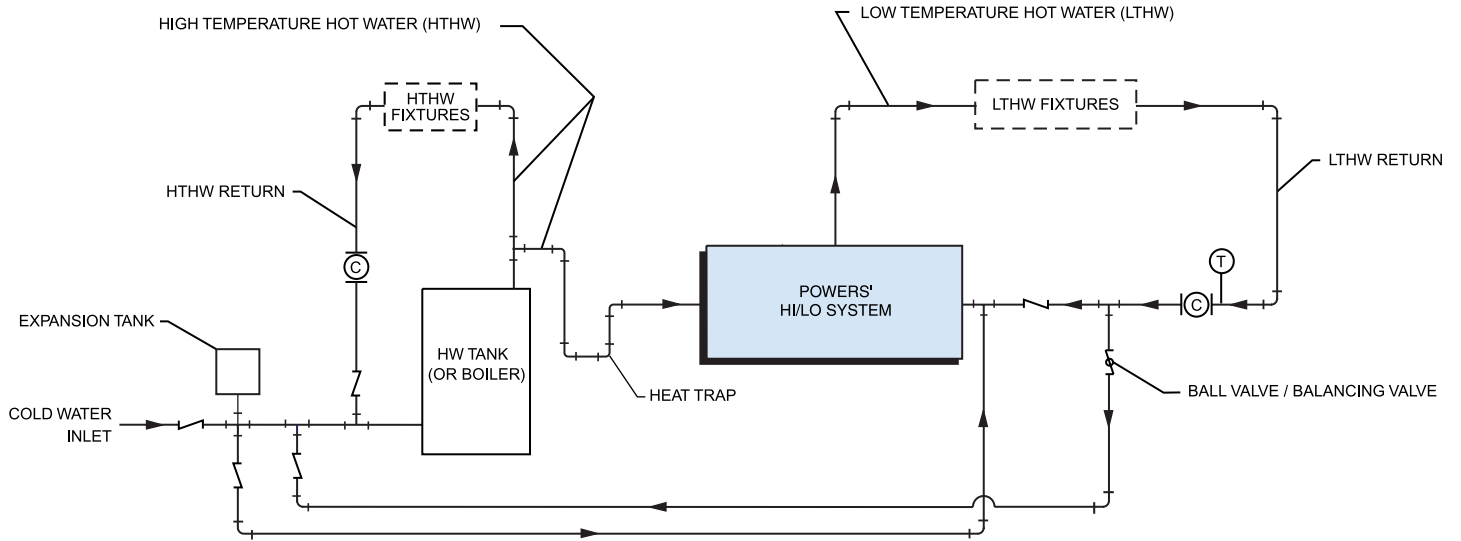 HIGH TEMPERATURE HOT WATER (HTHW)
LOW TEMPERATURE HOT WATER (LTHW)
HTHW
FIXTURES
LTHW FIXTURES
LTHW RETURN
HTHW RETURN
C
T
POWERS'
HI/LO SYSTEM
C
EXPANSION TANK
HW TANK
(OR BOILER)
HEAT TRAP
BALL VALVE / BALANCING VALVE
COLD WATER
INLET